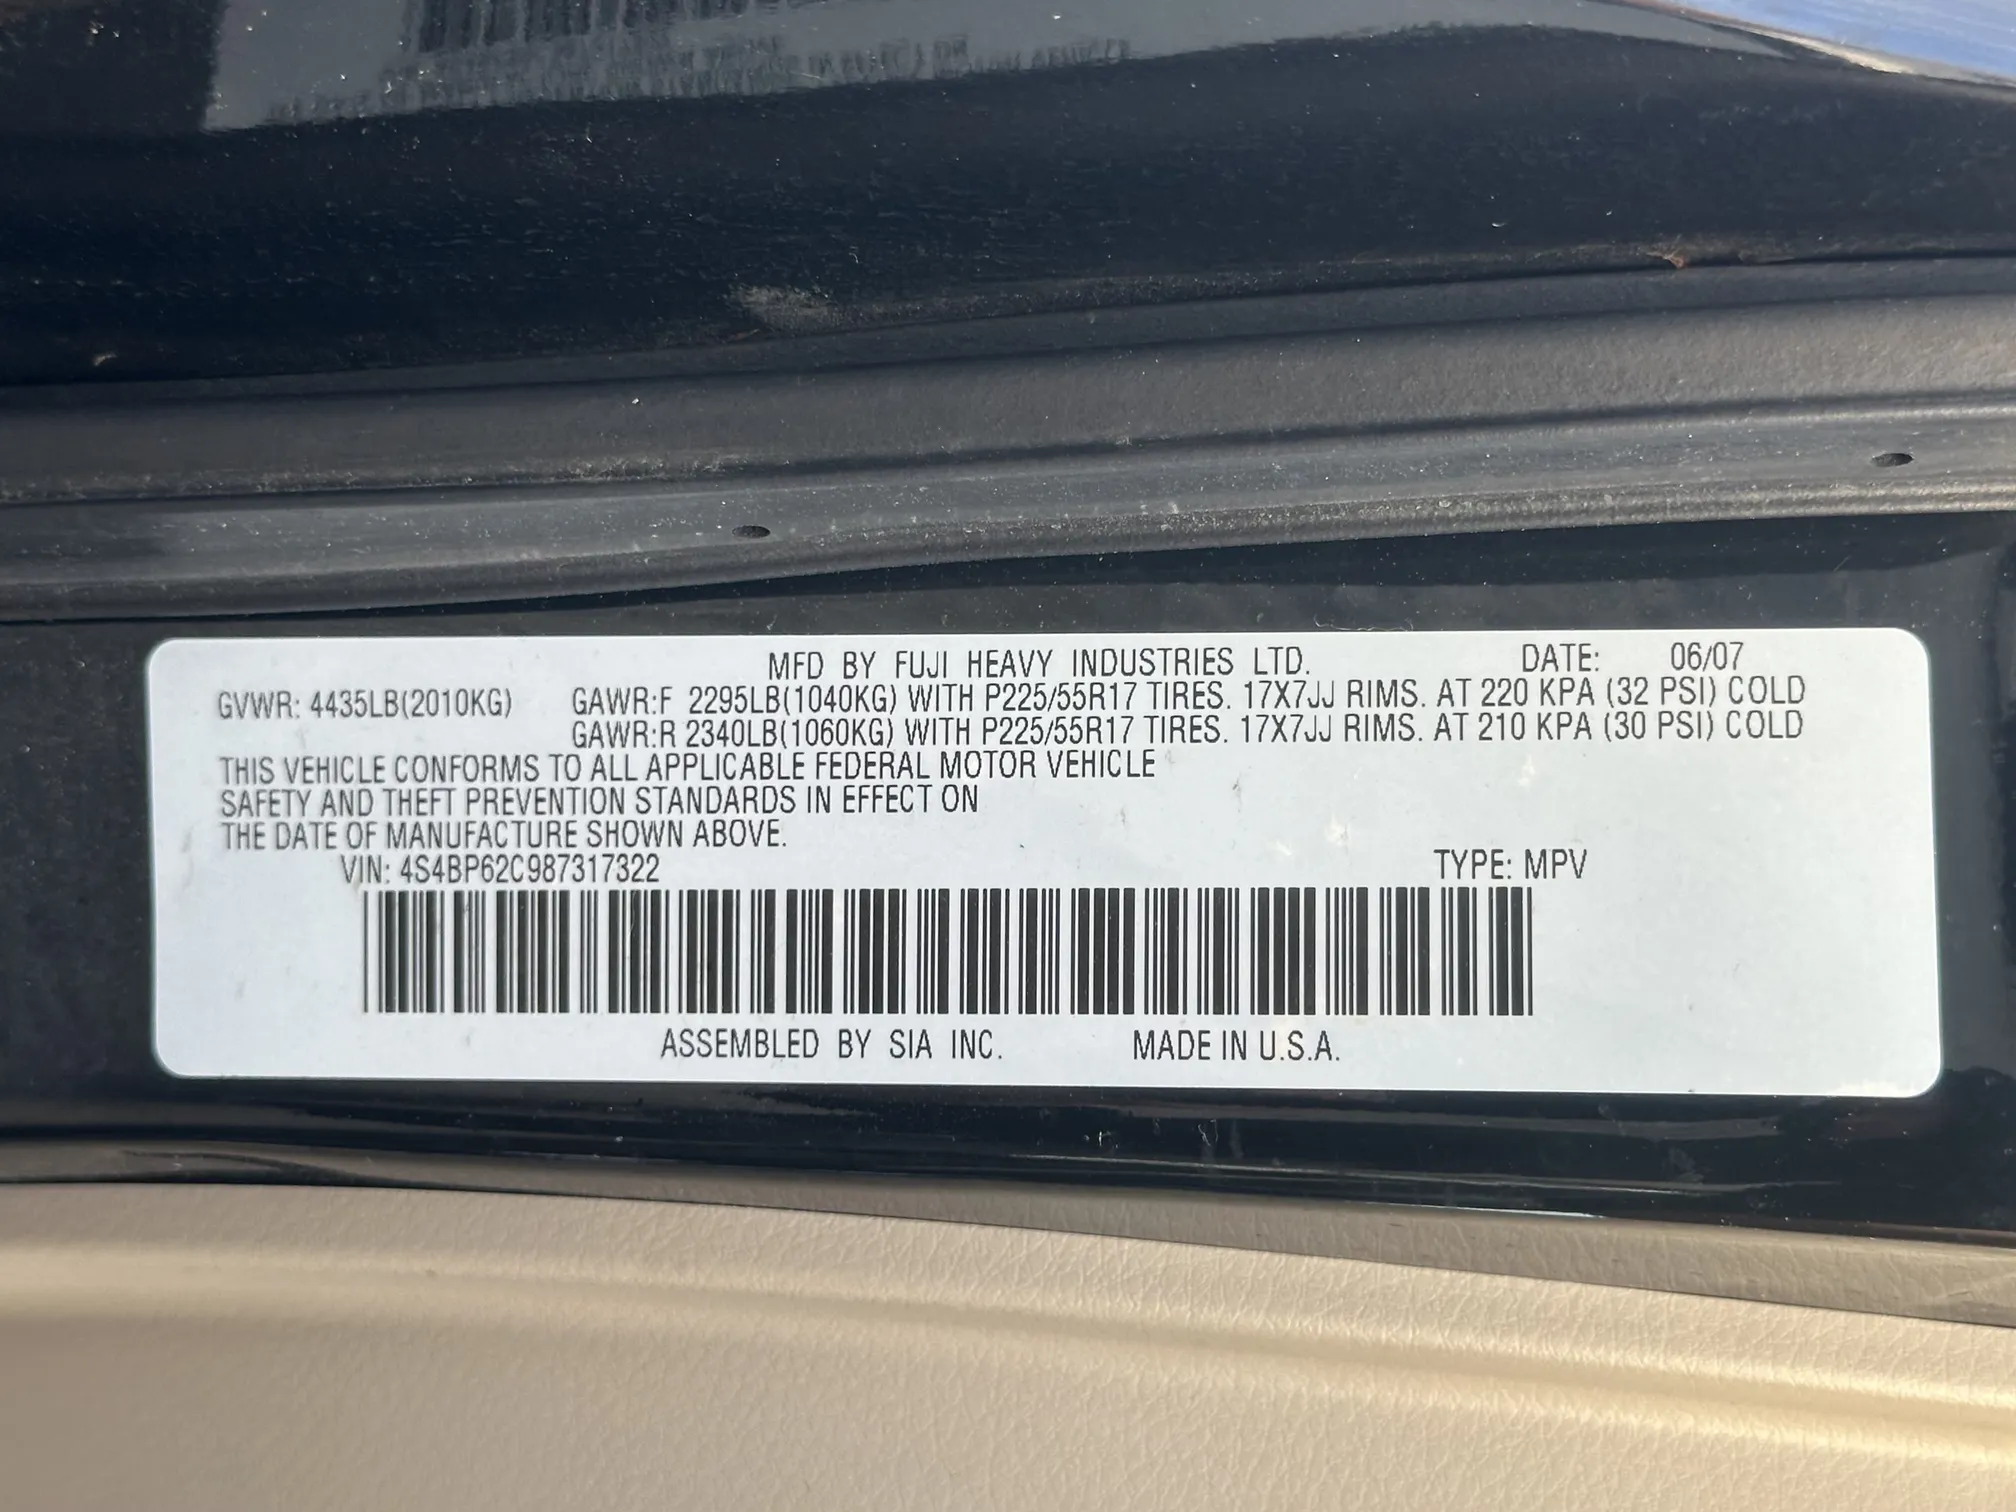 MFD BY FUJI HEAVY INDUSTRIES LTD. DATE: 06/07
GVWR: 4435LB(2010KG) GAWR:F 2295LB(1040KG) WITH P225/55R17 TIRES. 17X7JJ RIMS. AT 220 KPA (32 PSI) COLD
GAWR:R 2340LB(1060KG) WITH P225/55R17 TIRES. 17X7JJ RIMS. AT 210 KPA (30 PSI) COLD
THIS VEHICLE CONFORMS TO ALL APPLICABLE FEDERAL MOTOR VEHICLE
SAFETY AND THEFT PREVENTION STANDARDS IN EFFECT ON
THE DATE OF MANUFACTURE SHOWN ABOVE.
VIN: 4S4BP62C987317322 TYPE: MPV
ASSEMBLED BY SIA INC. MADE IN U.S.A.